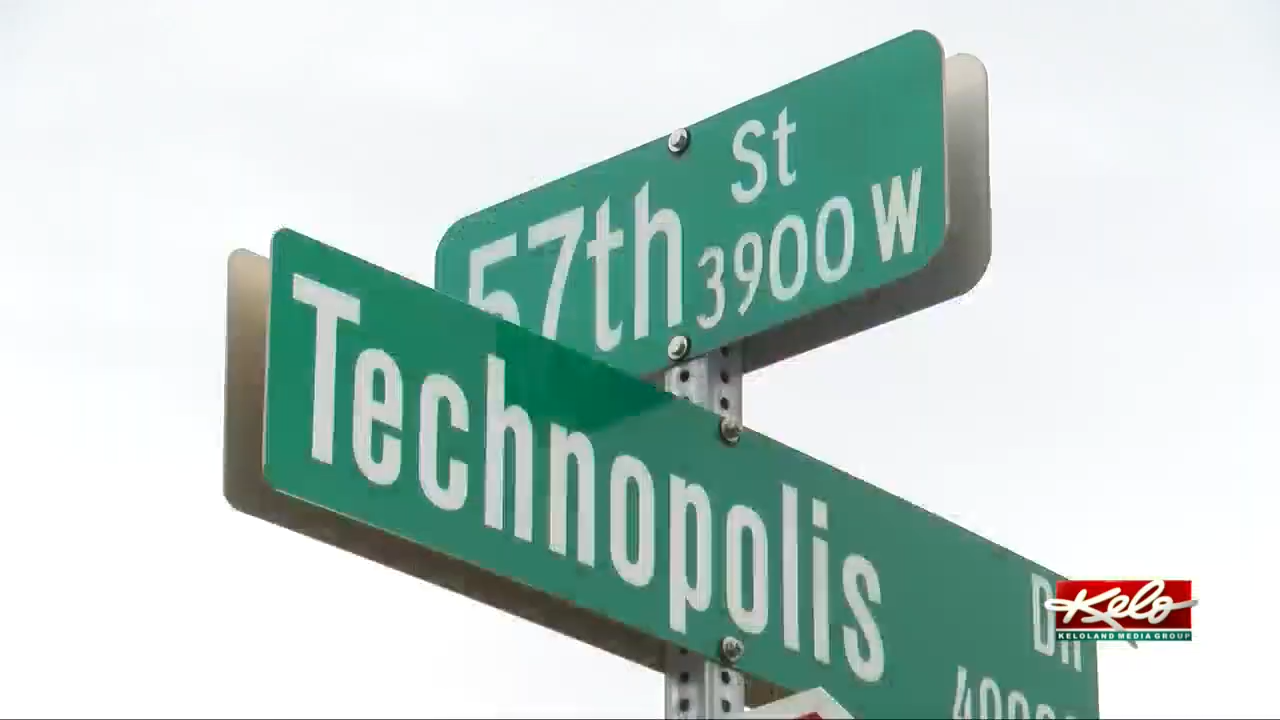 57th St
3900 W
Technopolis
Kelo
KELOLAND MEDIA GROUP